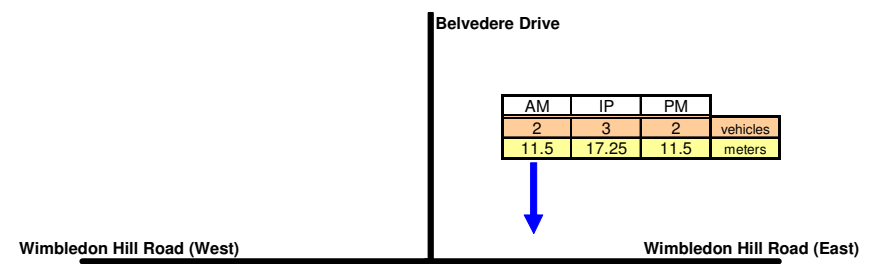 Belvedere Drive
AM IP PM
2 3 2 vehicles
11.5 17.25 11.5 meters
Wimbledon Hill Road (West) Wimbledon Hill Road (East)